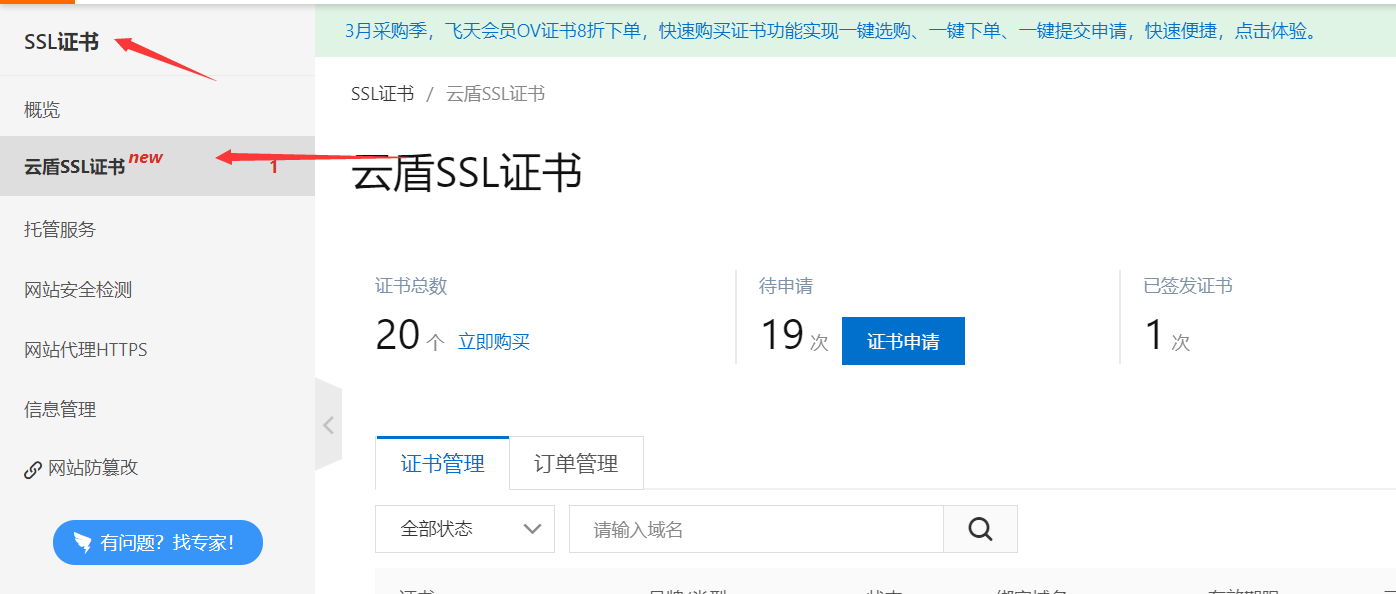 SSL证书
概览
云盾SSL证书 new 1
托管服务
网站安全检测
网站代理HTTPS
信息管理
网站防篡改
有问题？找专家！
3月采购季，飞天会员OV证书8折下单，快速购买证书功能实现一键选购、一键下单、一键提交申请，快速便捷，点击体验。
SSL证书 / 云盾SSL证书
云盾SSL证书
证书总数
20 个 立即购买
待申请
19 次 证书申请
已签发证书
1 次
证书管理 订单管理
全部状态 请输入域名